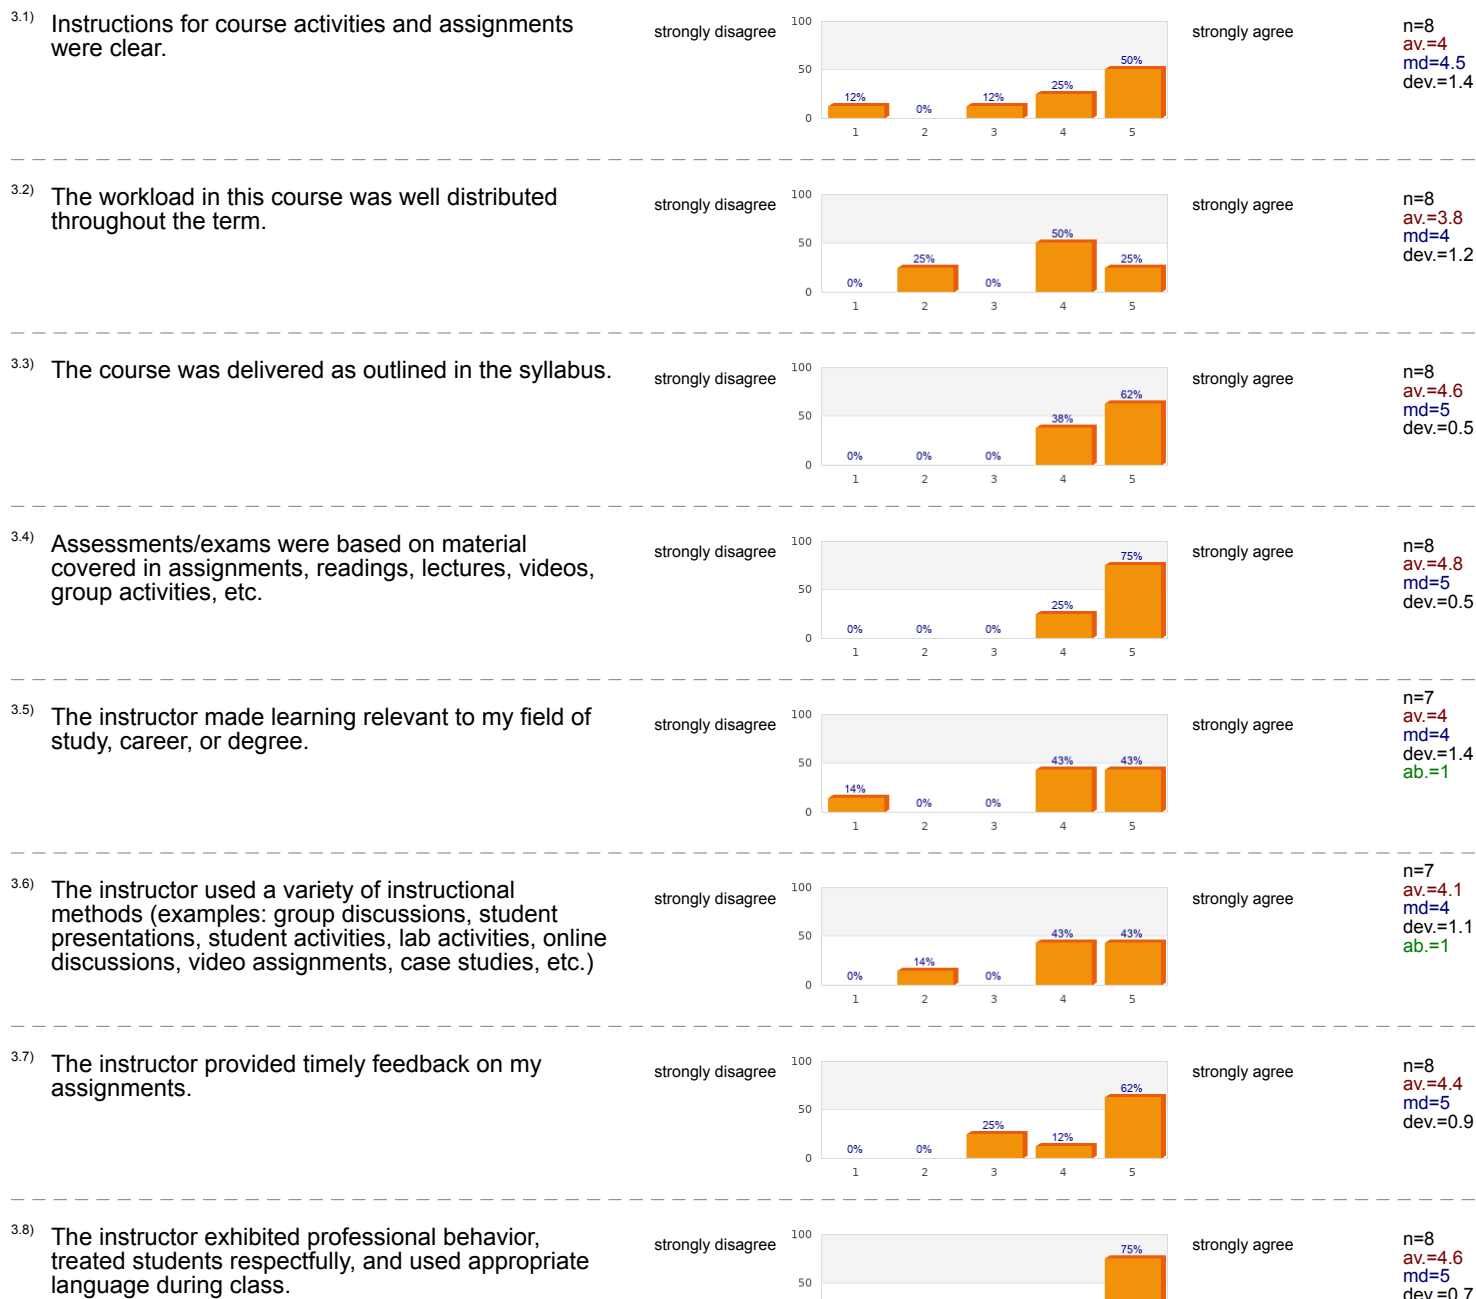 3.1) Instructions for course activities and assignments
were clear.
strongly disagree
100
50
0
12%
0%
12%
25%
50%
1 2 3 4 5
strongly agree
n=8
av.=4
md=4.5
dev.=1.4
3.2) The workload in this course was well distributed
throughout the term.
strongly disagree
100
50
0
0%
25%
0%
50%
25%
1 2 3 4 5
strongly agree
n=8
av.=3.8
md=4
dev.=1.2
3.3) The course was delivered as outlined in the syllabus.
strongly disagree
100
50
0
0%
0%
0%
38%
62%
1 2 3 4 5
strongly agree
n=8
av.=4.6
md=5
dev.=0.5
3.4) Assessments/exams were based on material
covered in assignments, readings, lectures, videos,
group activities, etc.
strongly disagree
100
50
0
0%
0%
0%
25%
75%
1 2 3 4 5
strongly agree
n=8
av.=4.8
md=5
dev.=0.5
3.5) The instructor made learning relevant to my field of
study, career, or degree.
strongly disagree
100
50
0
14%
0%
0%
43%
43%
1 2 3 4 5
strongly agree
n=7
av.=4
md=4
dev.=1.4
ab.=1
3.6) The instructor used a variety of instructional
methods (examples: group discussions, student
presentations, student activities, lab activities, online
discussions, video assignments, case studies, etc.)
strongly disagree
100
50
0
0%
14%
0%
43%
43%
1 2 3 4 5
strongly agree
n=7
av.=4.1
md=4
dev.=1.1
ab.=1
3.7) The instructor provided timely feedback on my
assignments.
strongly disagree
100
50
0
0%
0%
25%
12%
62%
1 2 3 4 5
strongly agree
n=8
av.=4.4
md=5
dev.=0.9
3.8) The instructor exhibited professional behavior,
treated students respectfully, and used appropriate
language during class.
strongly disagree
100
50
75%
strongly agree
n=8
av.=4.6
md=5
dev.=0.7